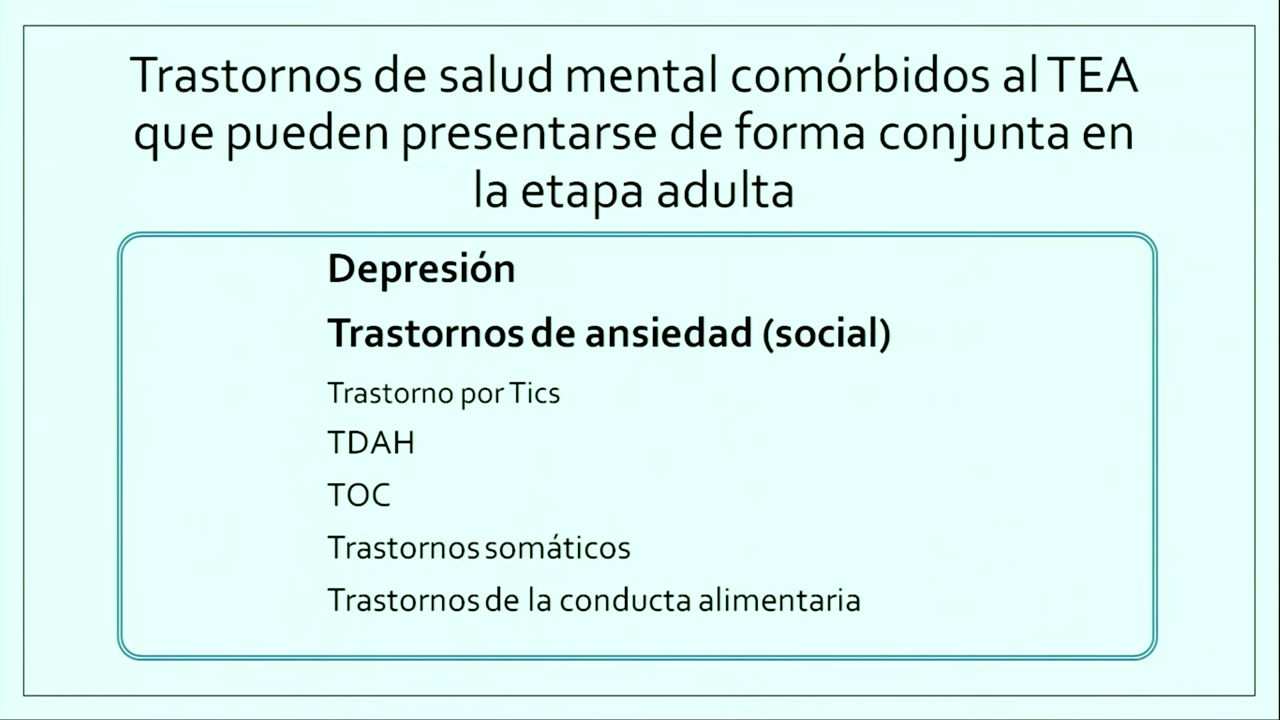 Trastornos de salud mental comórbidos al TEA
que pueden presentarse de forma conjunta en
la etapa adulta
Depresión
Trastornos de ansiedad (social)
Trastorno por Tics
TDAH
TOC
Trastornos somáticos
Trastornos de la conducta alimentaria